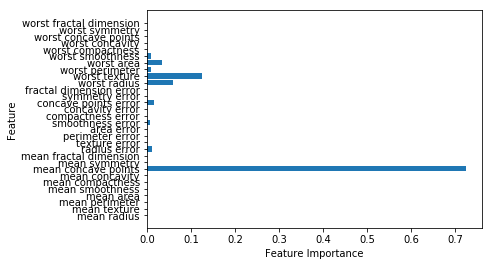 worst fractal dimension
worst symmetry
worst concave points
worst concavity
worst compactness
worst smoothness
worst area
worst perimeter
worst texture
worst radius
fractal dimension error
symmetry error
concave points error
concavity error
compactness error
smoothness error
area error
perimeter error
texture error
radius error
mean fractal dimension
mean symmetry
mean concave points
mean concavity
mean compactness
mean smoothness
mean area
mean perimeter
mean texture
mean radius
Feature
0.0 0.1 0.2 0.3 0.4 0.5 0.6 0.7
Feature Importance